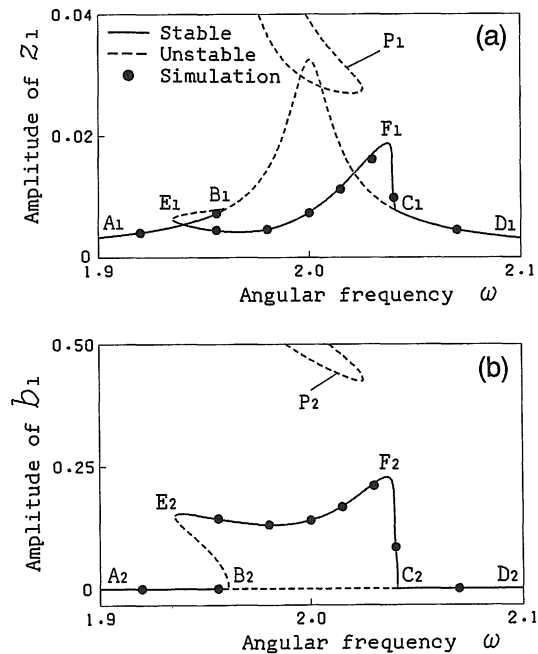 0.04
Stable
(a)
Unstable
P1
Simulation
Amplitude of z1
0.02
F1
E1
B1
A1
C1
D1
0
1.9
2.0
2.1
Angular frequency ω
0.50
(b)
P2
Amplitude of b1
0.25
F2
E2
A2
B2
C2
D2
0
1.9
2.0
2.1
Angular frequency ω